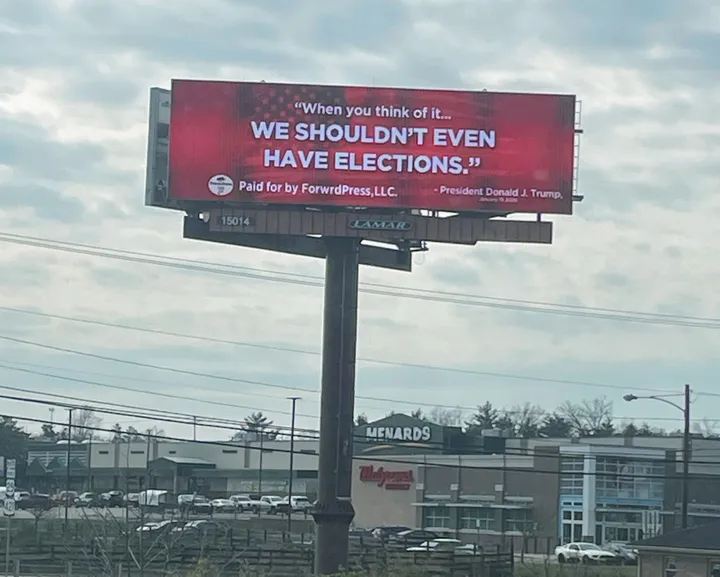 “When you think of it...
WE SHOULDN'T EVEN
HAVE ELECTIONS.”
Paid for by ForwrdPress,LLC.
- President Donald J. Trump,
15014
LAMAR
MENARDS
Walgreens